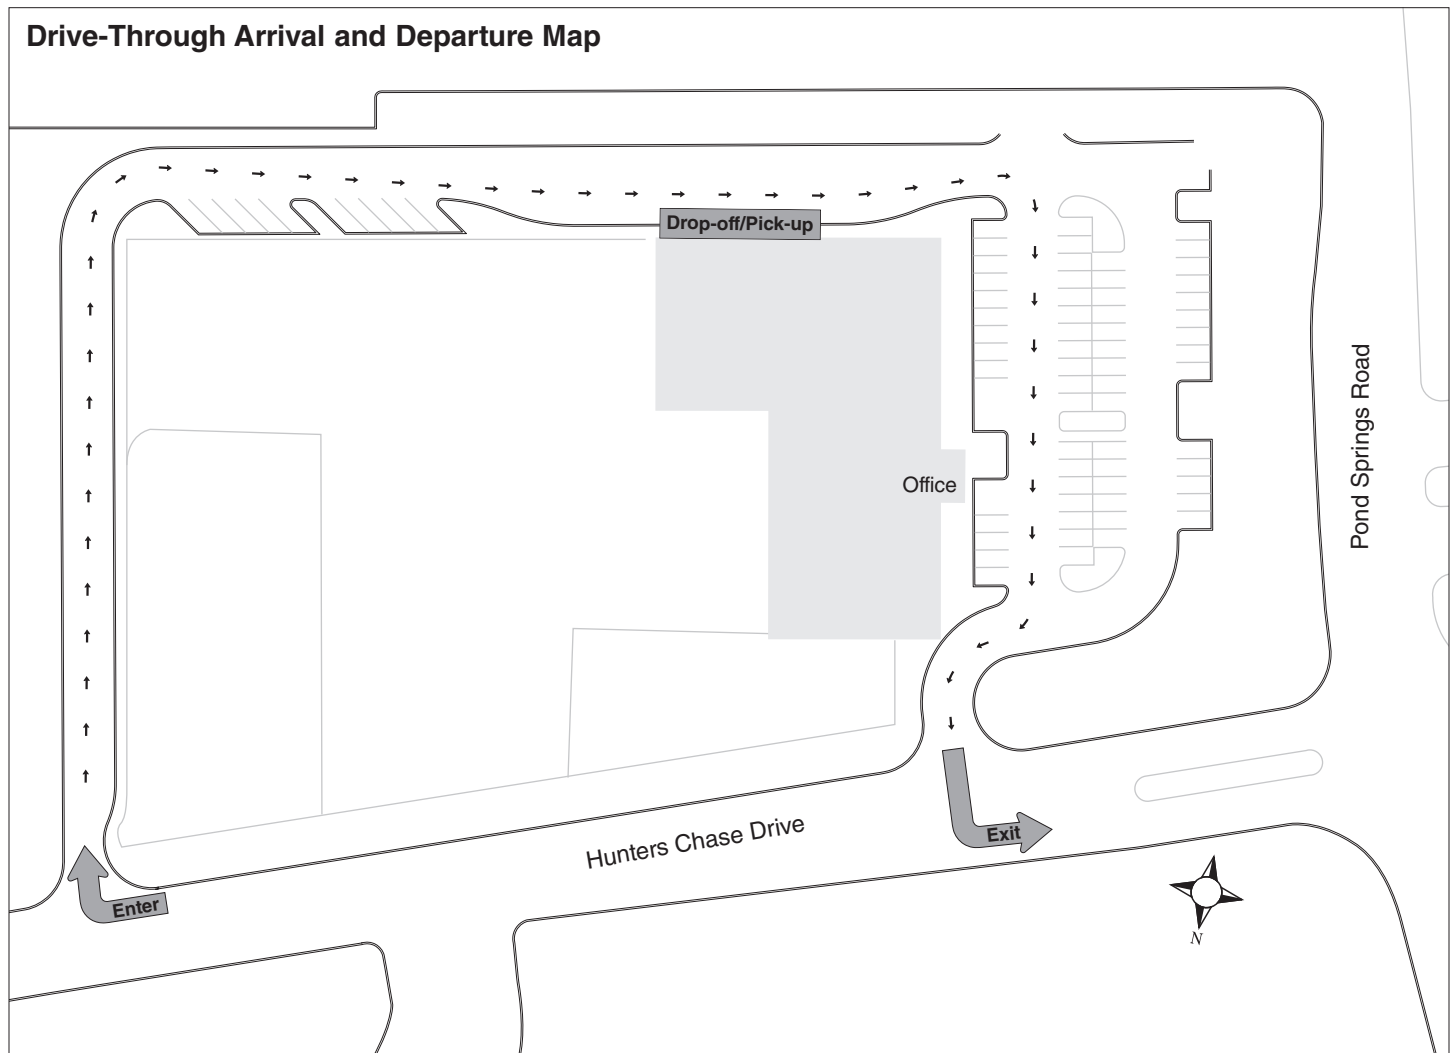 Drive-Through Arrival and Departure Map
Drop-off/Pick-up
Office
Pond Springs Road
Hunters Chase Drive
Exit
Enter
N